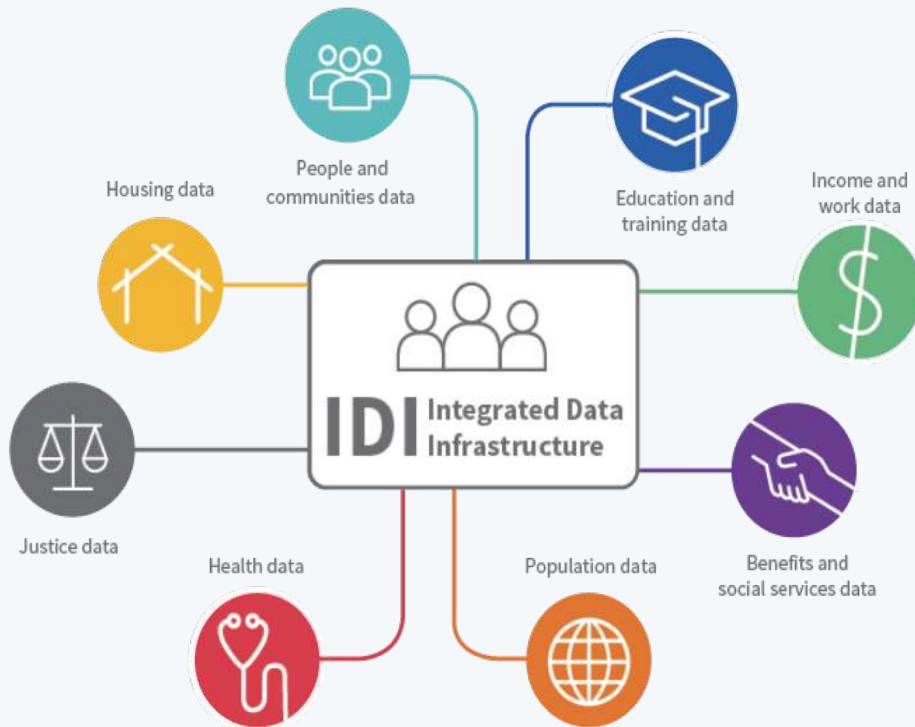 People and
communities data
Education and
training data
Housing data
Income and
work data
IDI
Integrated Data
Infrastructure
Justice data
Health data
Population data
Benefits and
social services data